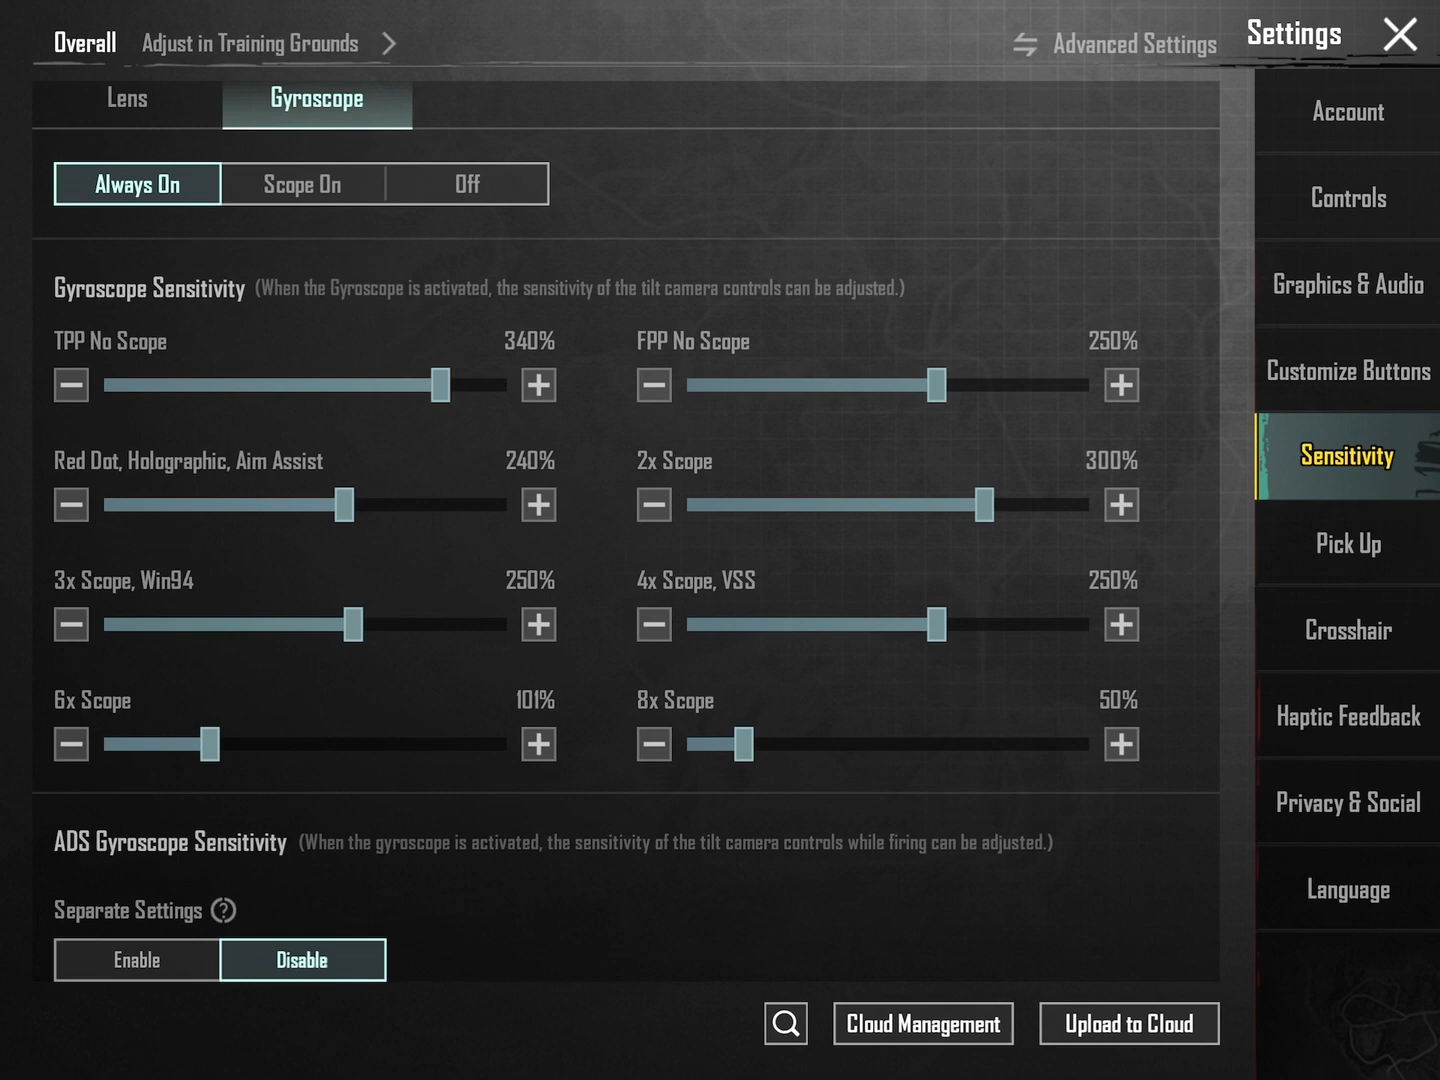 Overall
Adjust in Training Grounds
Advanced Settings
Settings
Lens
Gyroscope
Always On
Scope On
Off
Gyroscope Sensitivity (When the Gyroscope is activated, the sensitivity of the tilt camera controls can be adjusted.)
TPP No Scope 340%
FPP No Scope 250%
Red Dot, Holographic, Aim Assist 240%
2x Scope 300%
3x Scope, Win94 250%
4x Scope, VSS 250%
6x Scope 101%
8x Scope 50%
ADS Gyroscope Sensitivity (When the gyroscope is activated, the sensitivity of the tilt camera controls while firing can be adjusted.)
Separate Settings ?
Enable
Disable
Cloud Management
Upload to Cloud
Account
Controls
Graphics & Audio
Customize Buttons
Sensitivity
Pick Up
Crosshair
Haptic Feedback
Privacy & Social
Language